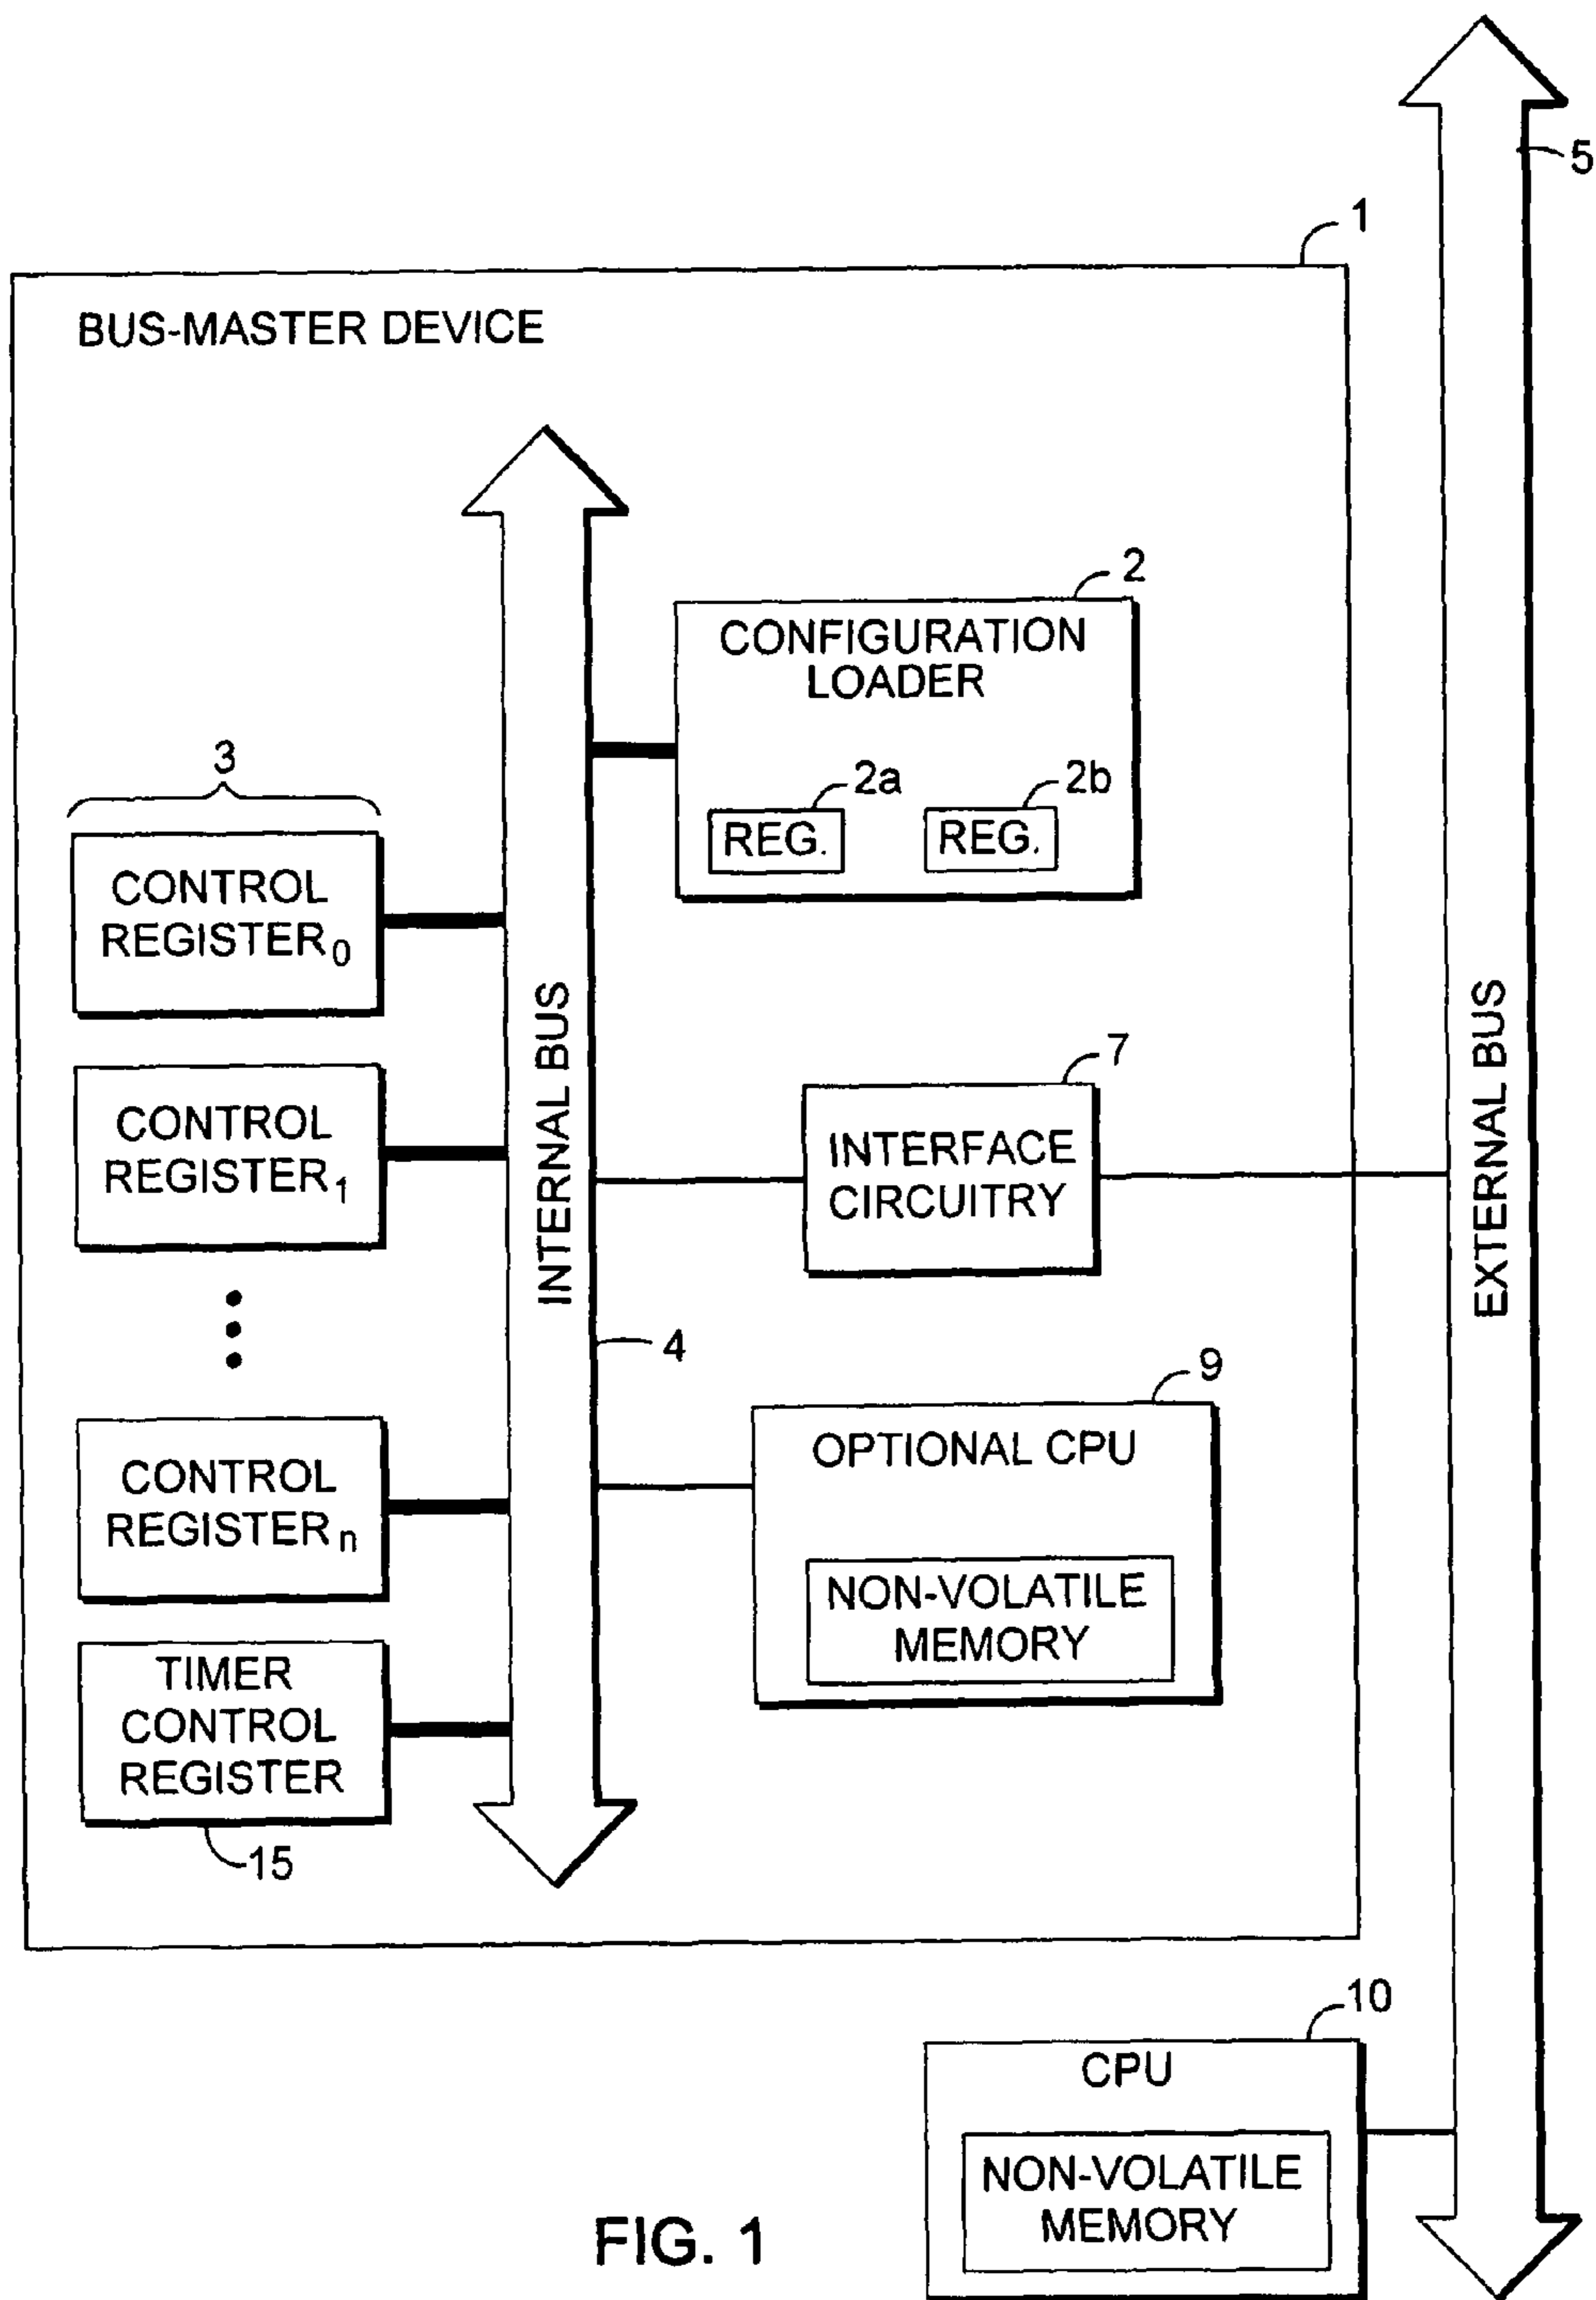 5
1
BUS-MASTER DEVICE
2
CONFIGURATION
LOADER
2a
2b
REG.
REG.
3
CONTROL
REGISTER0
CONTROL
REGISTER1
CONTROL
REGISTERn
TIMER
CONTROL
REGISTER
15
INTERNAL BUS
4
7
INTERFACE
CIRCUITRY
9
OPTIONAL CPU
NON-VOLATILE
MEMORY
EXTERNAL BUS
10
CPU
NON-VOLATILE
MEMORY
FIG. 1